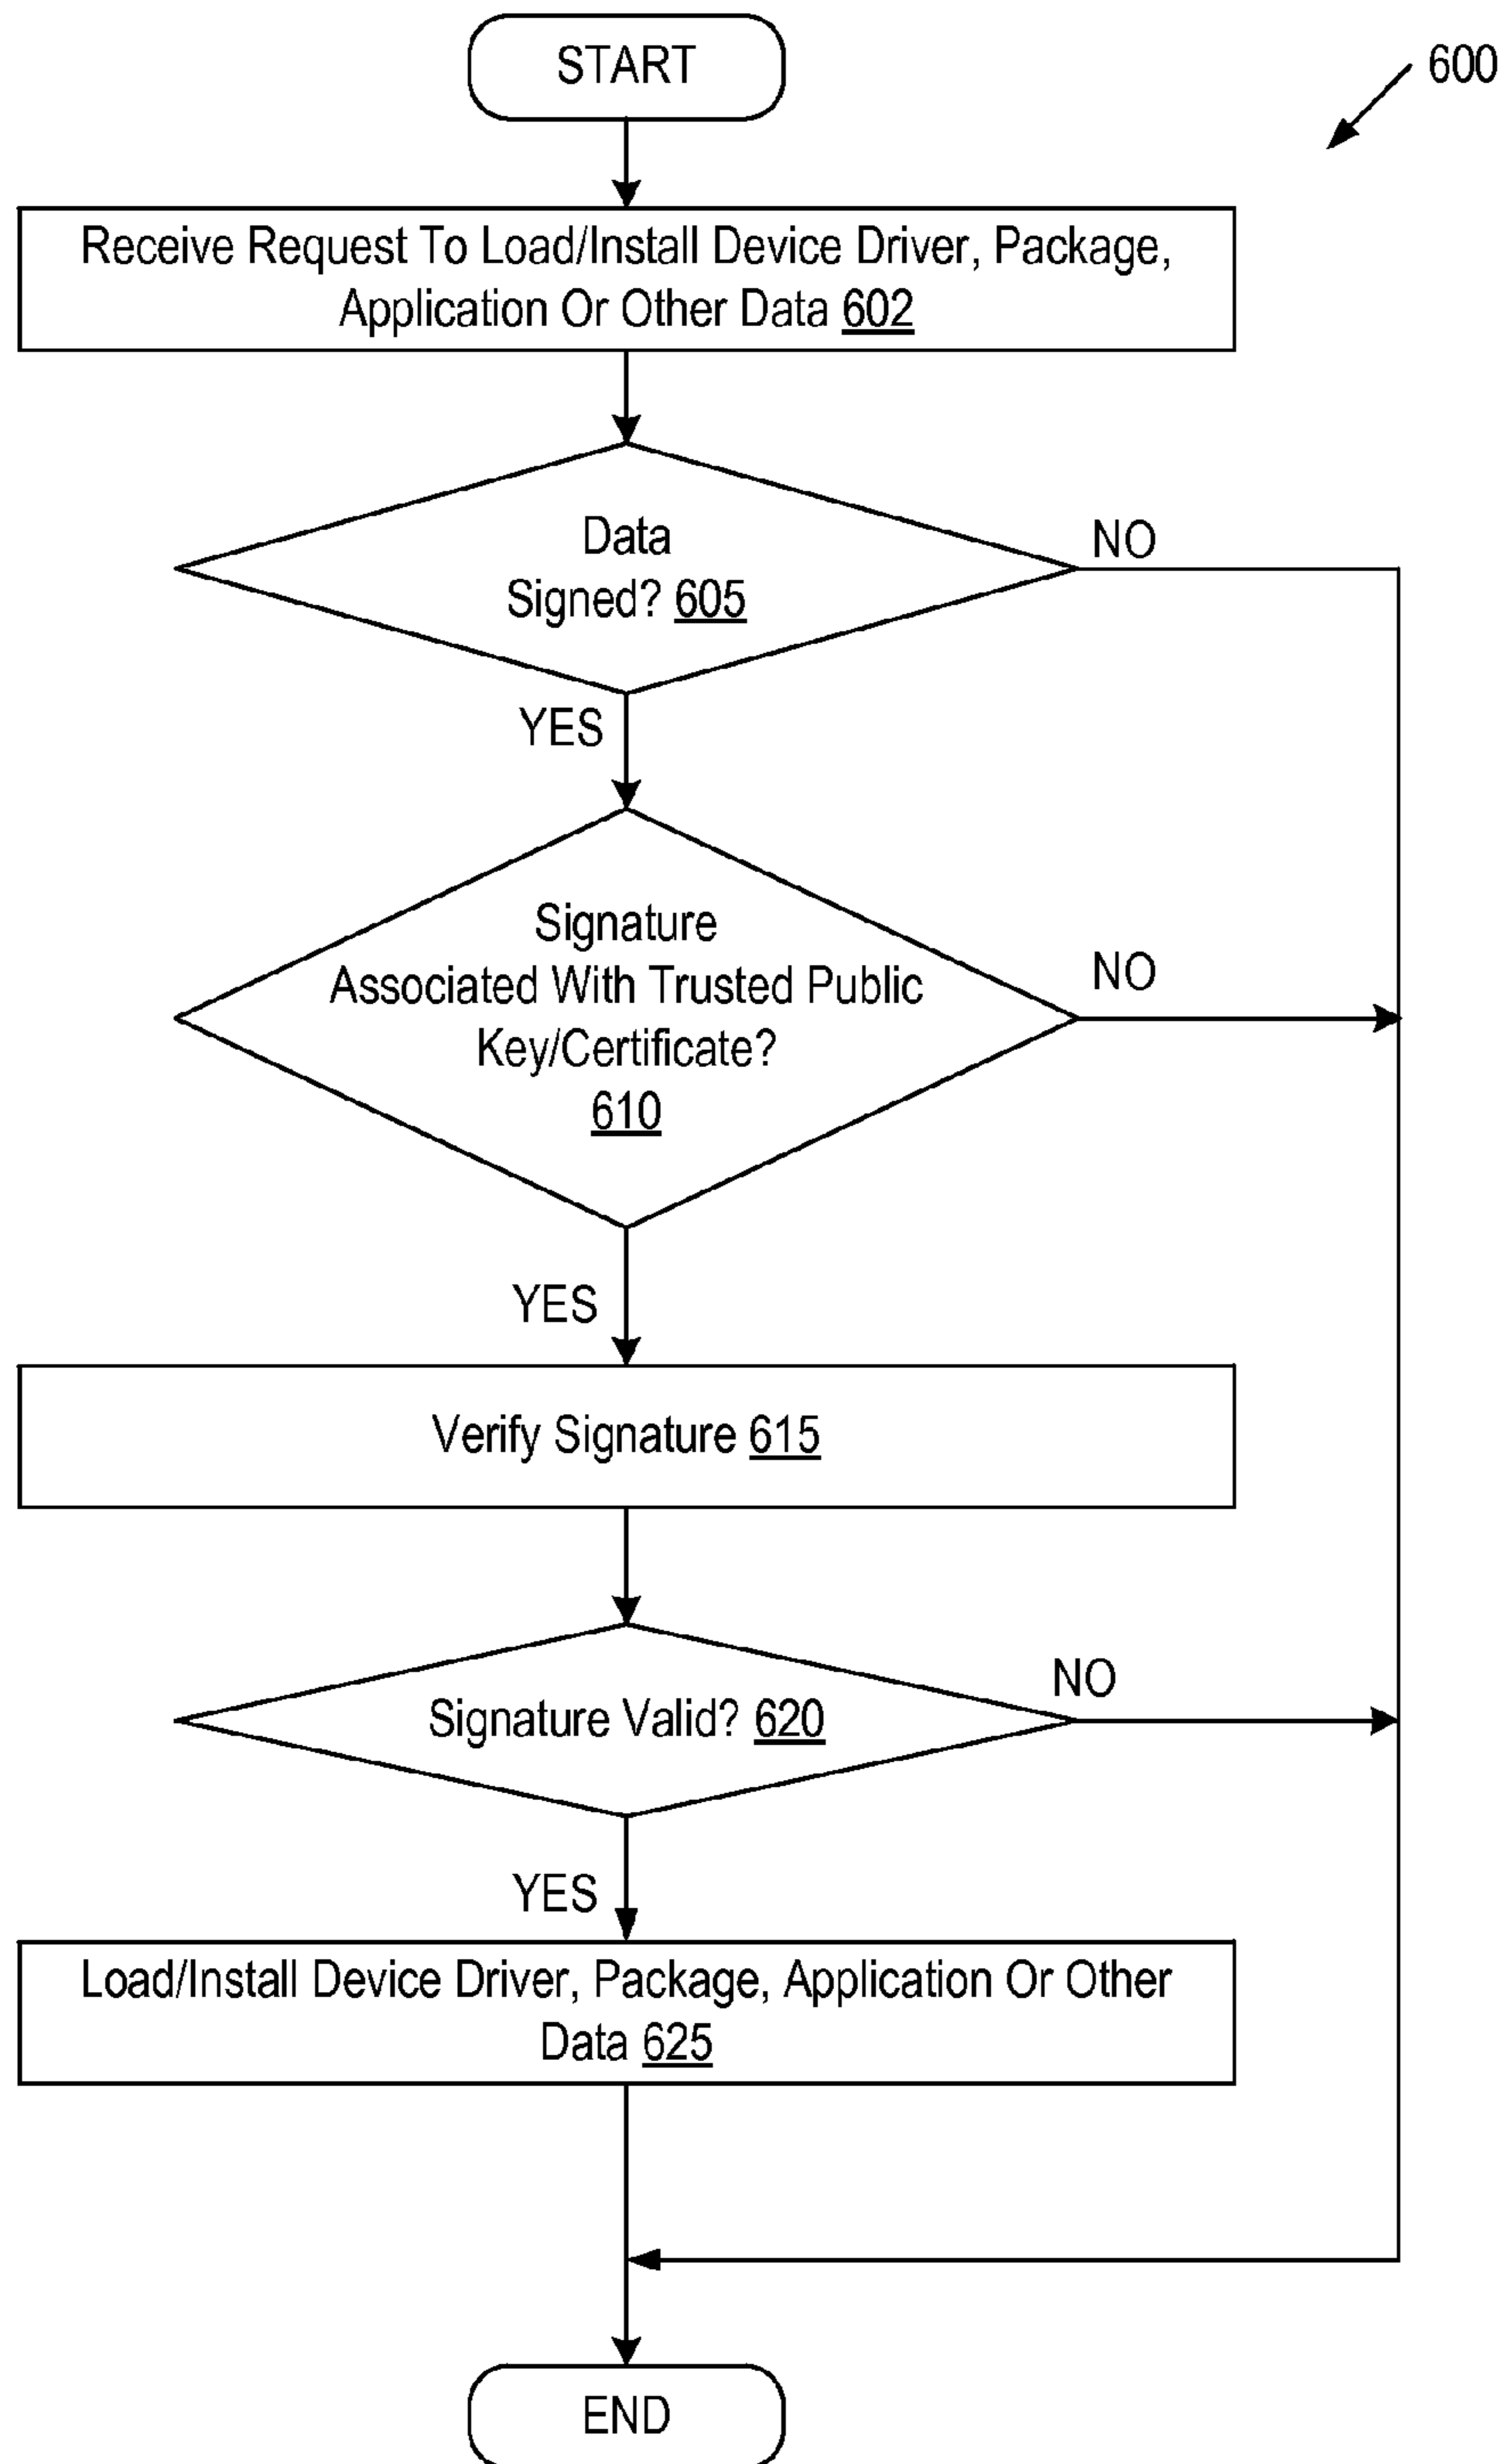 START
600
Receive Request To Load/Install Device Driver, Package,
Application Or Other Data 602
Data
Signed? 605
NO
YES
Signature
Associated With Trusted Public
Key/Certificate?
610
NO
YES
Verify Signature 615
Signature Valid? 620
NO
YES
Load/Install Device Driver, Package, Application Or Other
Data 625
END